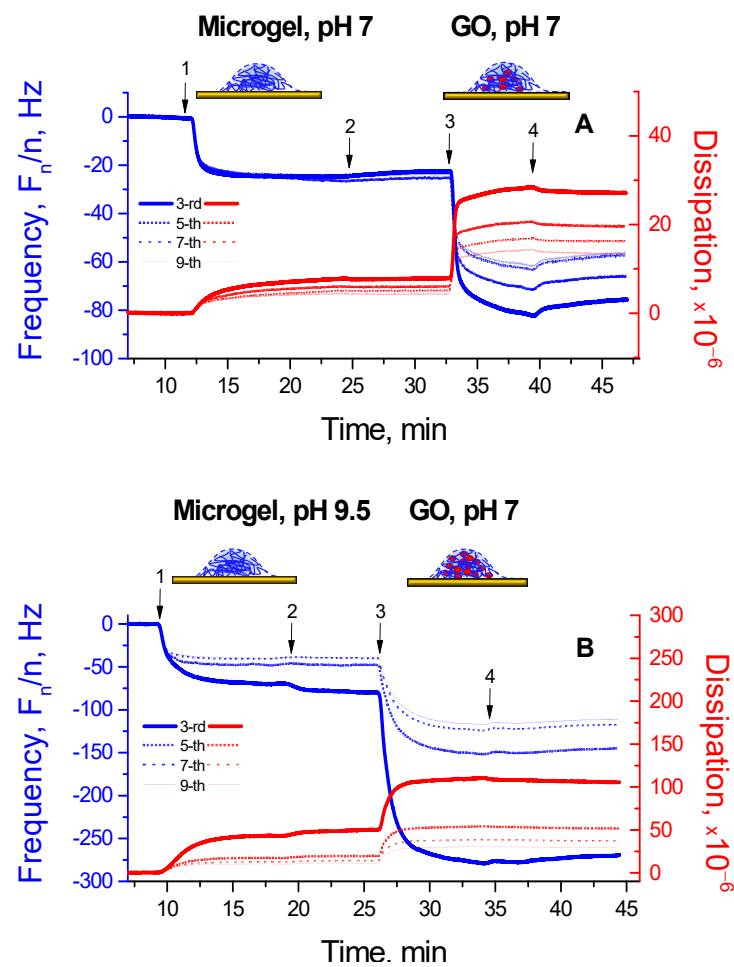 Microgel, pH 7 GO, pH 7
1
2
3
4
A
0
-20
-40
-60
-80
-100
Frequency, Fn/n, Hz
3-rd
5-th
7-th
9-th
40
20
0
Dissipation, x10⁻⁶
10 15 20 25 30 35 40 45
Time, min
Microgel, pH 9.5 GO, pH 7
1
2
3
4
B
0
-50
-100
-150
-200
-250
-300
Frequency, Fn/n, Hz
3-rd
5-th
7-th
9-th
300
250
200
150
100
50
0
Dissipation, x10⁻⁶
10 15 20 25 30 35 40 45
Time, min